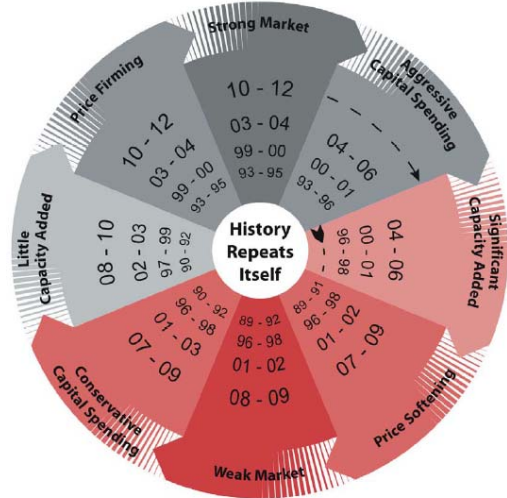 Strong Market
10 - 12
03 - 04
99 - 00
93 - 95
Aggressive
Capital Spending
04 - 06
00 - 01
93 - 96
Significant
Capacity Added
04 - 06
00 - 01
96 - 98
Price Softening
89 - 91
96 - 98
01 - 02
07 - 09
Weak Market
89 - 92
96 - 98
01 - 02
08 - 09
Conservative
Capital Spending
90 - 92
96 - 98
01 - 03
07 - 09
Little
Capacity Added
08 - 10
02 - 03
97 - 99
90 - 92
Price Firming
10 - 12
03 - 04
99 - 00
93 - 95
History
Repeats
Itself